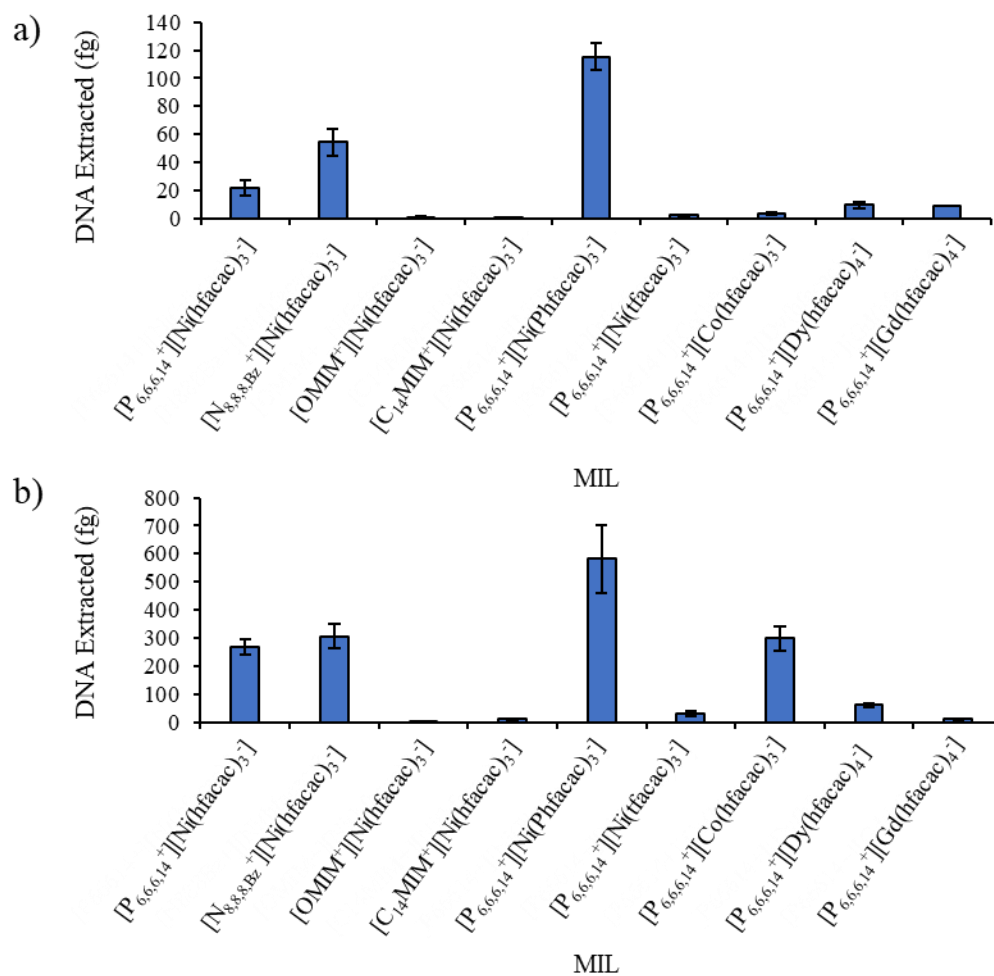 a)
DNA Extracted (fg)
140
120
100
80
60
40
20
0
[P6,6,6,14+][Ni(hfacac)3-]
[N8,8,8,Bz+][Ni(hfacac)3-]
[OMIM+][Ni(hfacac)3-]
[C14MIM+][Ni(hfacac)3-]
[P6,6,6,14+][Ni(Phfacac)3-]
[P6,6,6,14+][Ni(tfacac)3-]
[P6,6,6,14+][Co(hfacac)3-]
[P6,6,6,14+][Dy(hfacac)4-]
[P6,6,6,14+][Gd(hfacac)4-]
MIL
b)
DNA Extracted (fg)
800
700
600
500
400
300
200
100
0
[P6,6,6,14+][Ni(hfacac)3-]
[N8,8,8,Bz+][Ni(hfacac)3-]
[OMIM+][Ni(hfacac)3-]
[C14MIM+][Ni(hfacac)3-]
[P6,6,6,14+][Ni(Phfacac)3-]
[P6,6,6,14+][Ni(tfacac)3-]
[P6,6,6,14+][Co(hfacac)3-]
[P6,6,6,14+][Dy(hfacac)4-]
[P6,6,6,14+][Gd(hfacac)4-]
MIL